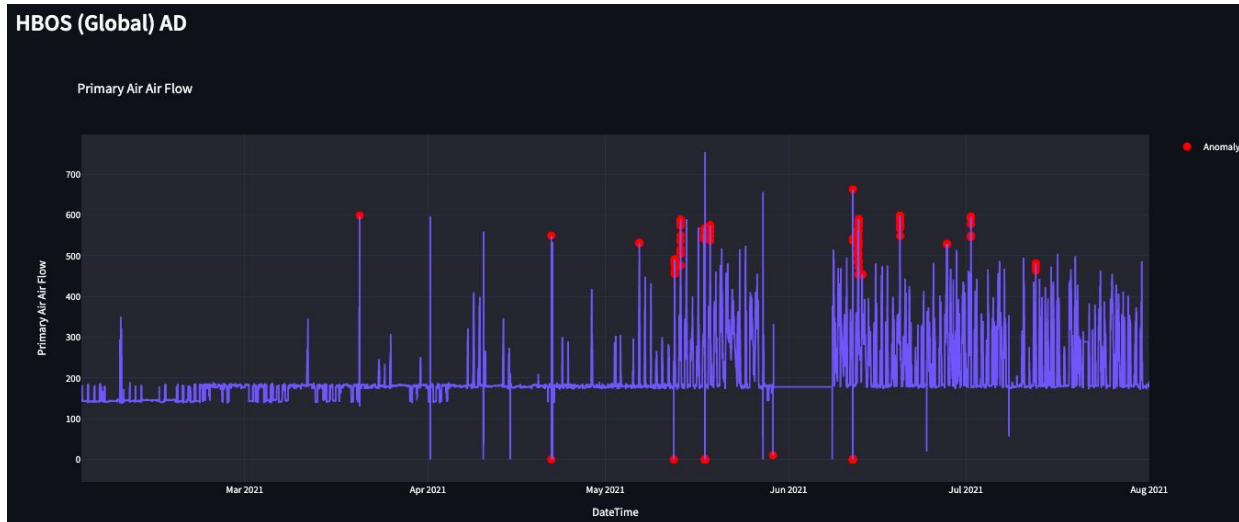 HBOS (Global) AD
Primary Air Air Flow
Anomaly
Primary Air Air Flow
700
600
500
400
300
200
100
0
Mar 2021 Apr 2021 May 2021 Jun 2021 Jul 2021 Aug 2021
DateTime